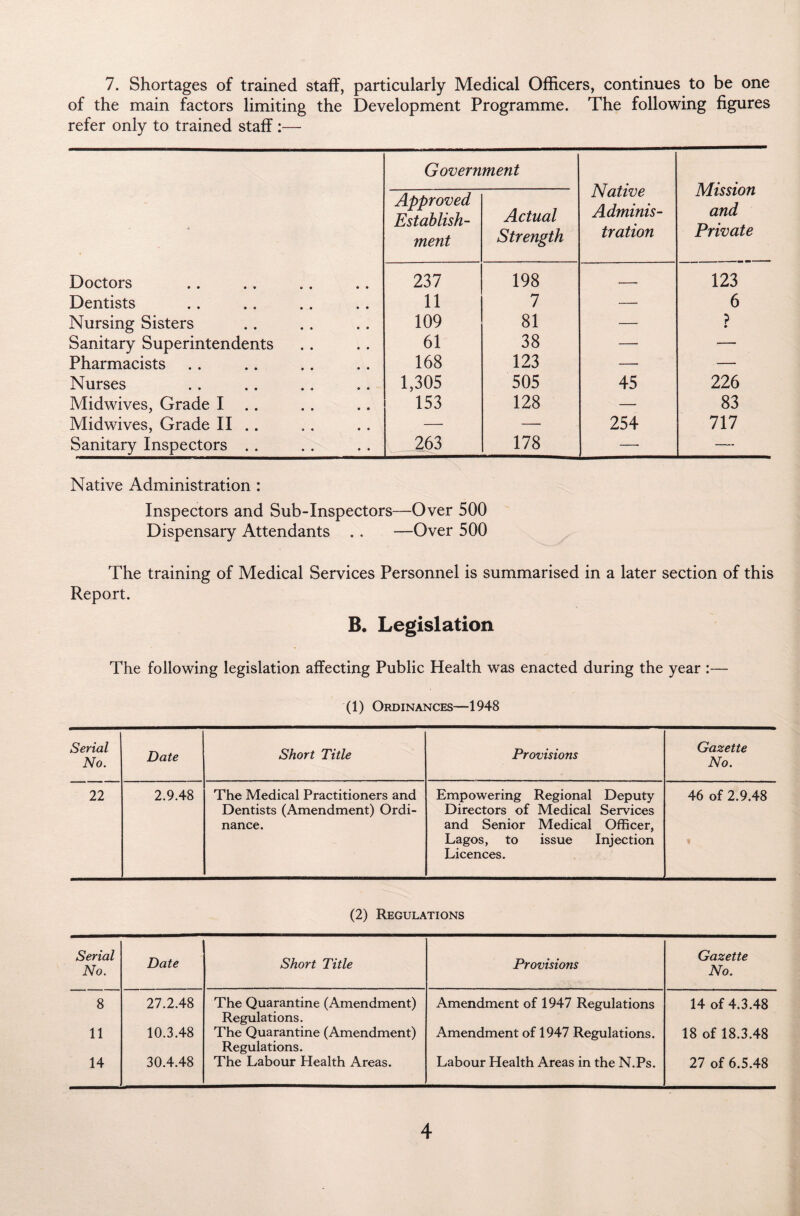 7. Shortages of trained staff, particularly Medical Officers, continues to be one
of the main factors limiting the Development Programme. The following figures
refer only to trained staff :—
Government
Approved Establish- ment | Actual Strength | Native Adminis- tration | Mission and Private
Doctors .. .. .. .. 237 198 — 123
Dentists .. .. .. .. 11 7 — 6
Nursing Sisters .. .. .. 109 81 — ?
Sanitary Superintendents .. .. 61 38 — —
Pharmacists .. .. .. .. 168 123 — —
Nurses .. .. .. .. 1,305 505 45 226
Midwives, Grade I .. .. .. 153 128 — 83
Midwives, Grade II .. .. .. — — 254 717
Sanitary Inspectors .. .. .. 263 178 — —
Native Administration :
Inspectors and Sub-Inspectors—Over 500
Dispensary Attendants .. —Over 500
The training of Medical Services Personnel is summarised in a later section of this
Report.
B. Legislation
The following legislation affecting Public Health was enacted during the year :—
(1) Ordinances—1948
Serial No. | Date | Short Title | Provisions | Gazette No.
22 | 2.9.48 | The Medical Practitioners and | Empowering Regional Deputy | 46 of 2.9.48
Dentists (Amendment) Ordi- | Directors of Medical Services
nance. | and Senior Medical Officer,
Lagos, to issue Injection
Licences.
(2) Regulations
Serial No. | Date | Short Title | Provisions | Gazette No.
8 | 27.2.48 | The Quarantine (Amendment) | Amendment of 1947 Regulations | 14 of 4.3.48
Regulations.
11 | 10.3.48 | The Quarantine (Amendment) | Amendment of 1947 Regulations. | 18 of 18.3.48
Regulations.
14 | 30.4.48 | The Labour Health Areas. | Labour Health Areas in the N.Ps. | 27 of 6.5.48
4